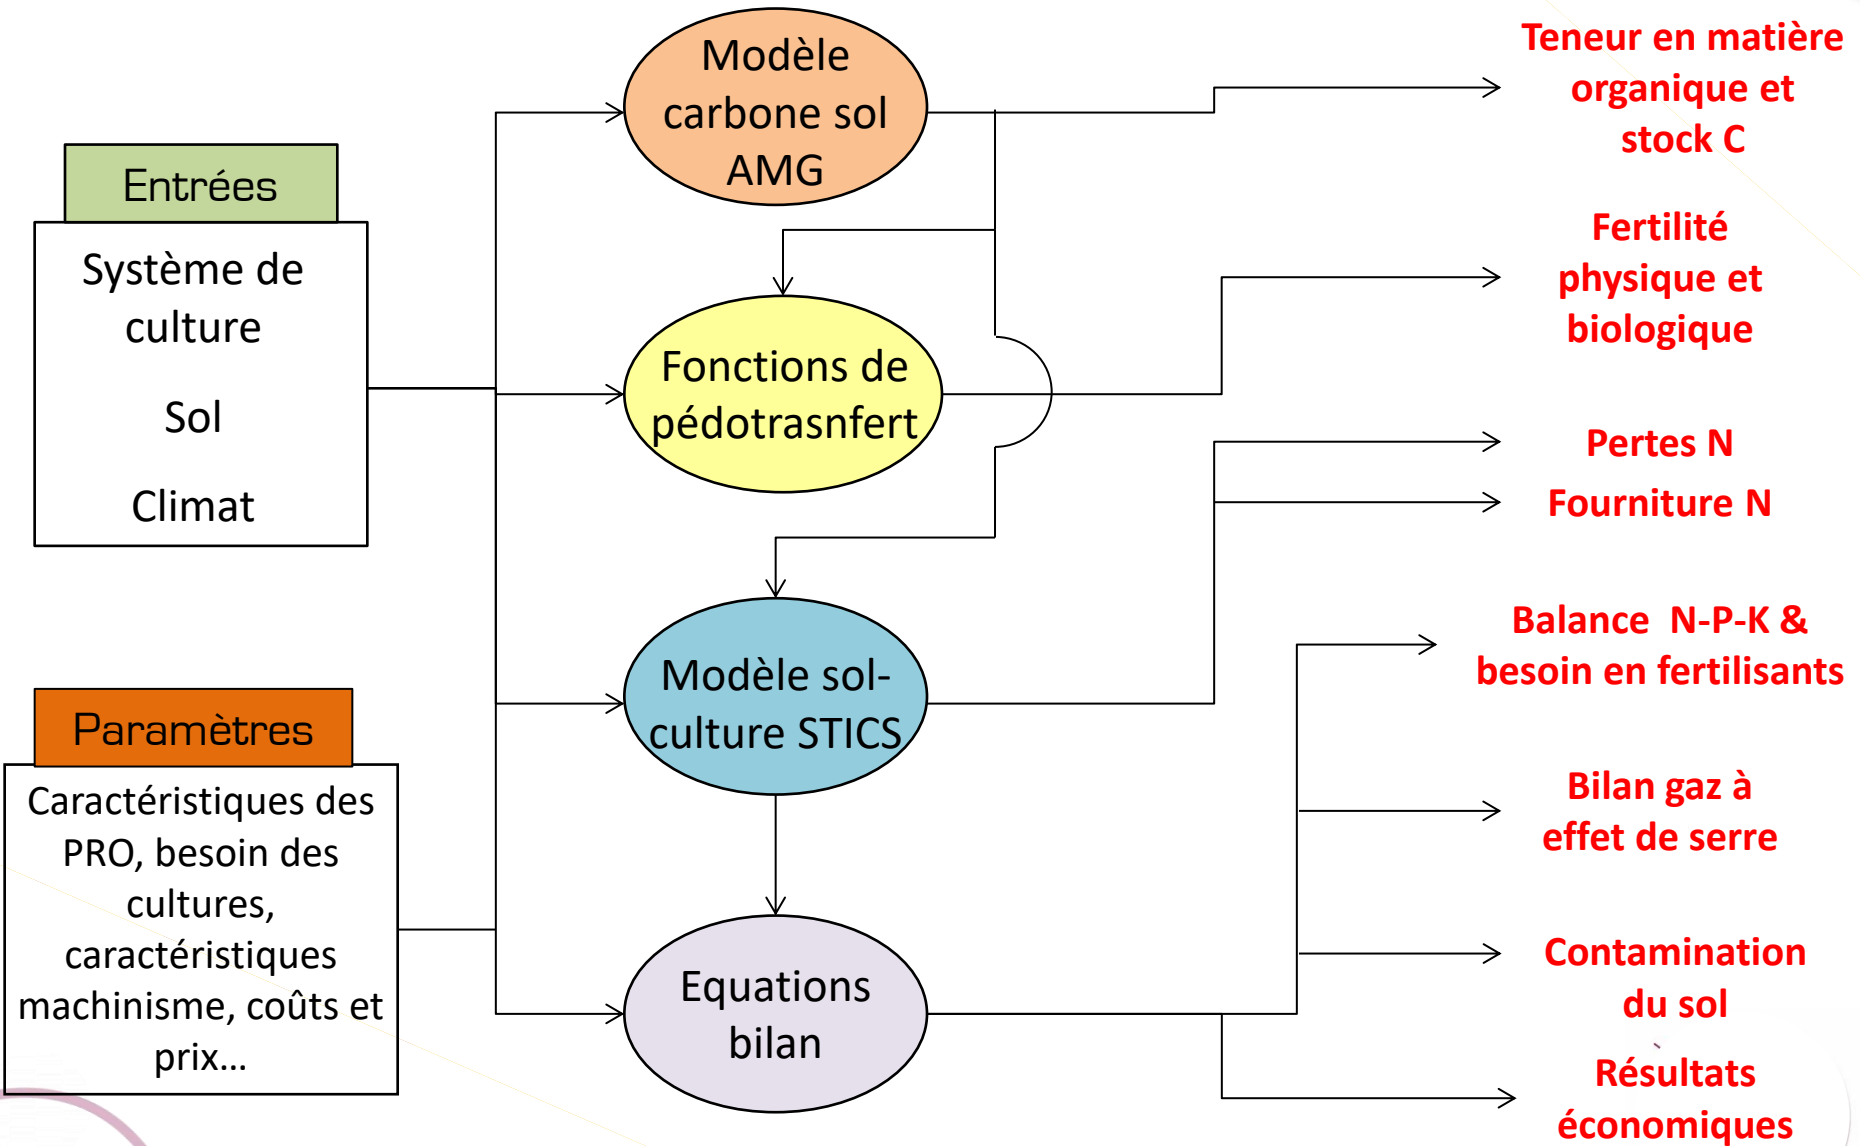 Entrées
Système de
culture
Sol
Climat
Paramètres
Caractéristiques des
PRO, besoin des
cultures,
caractéristiques
machinisme, coûts et
prix...
Modèle
carbone sol
AMG
Fonctions de
pédotrasnfert
Modèle sol-
culture STICS
Equations
bilan
Teneur en matière
organique et
stock C
Fertilité
physique et
biologique
Pertes N
Fourniture N
Balance  N-P-K &
besoin en fertilisants
Bilan gaz à
effet de serre
Contamination
du sol
Résultats
économiques